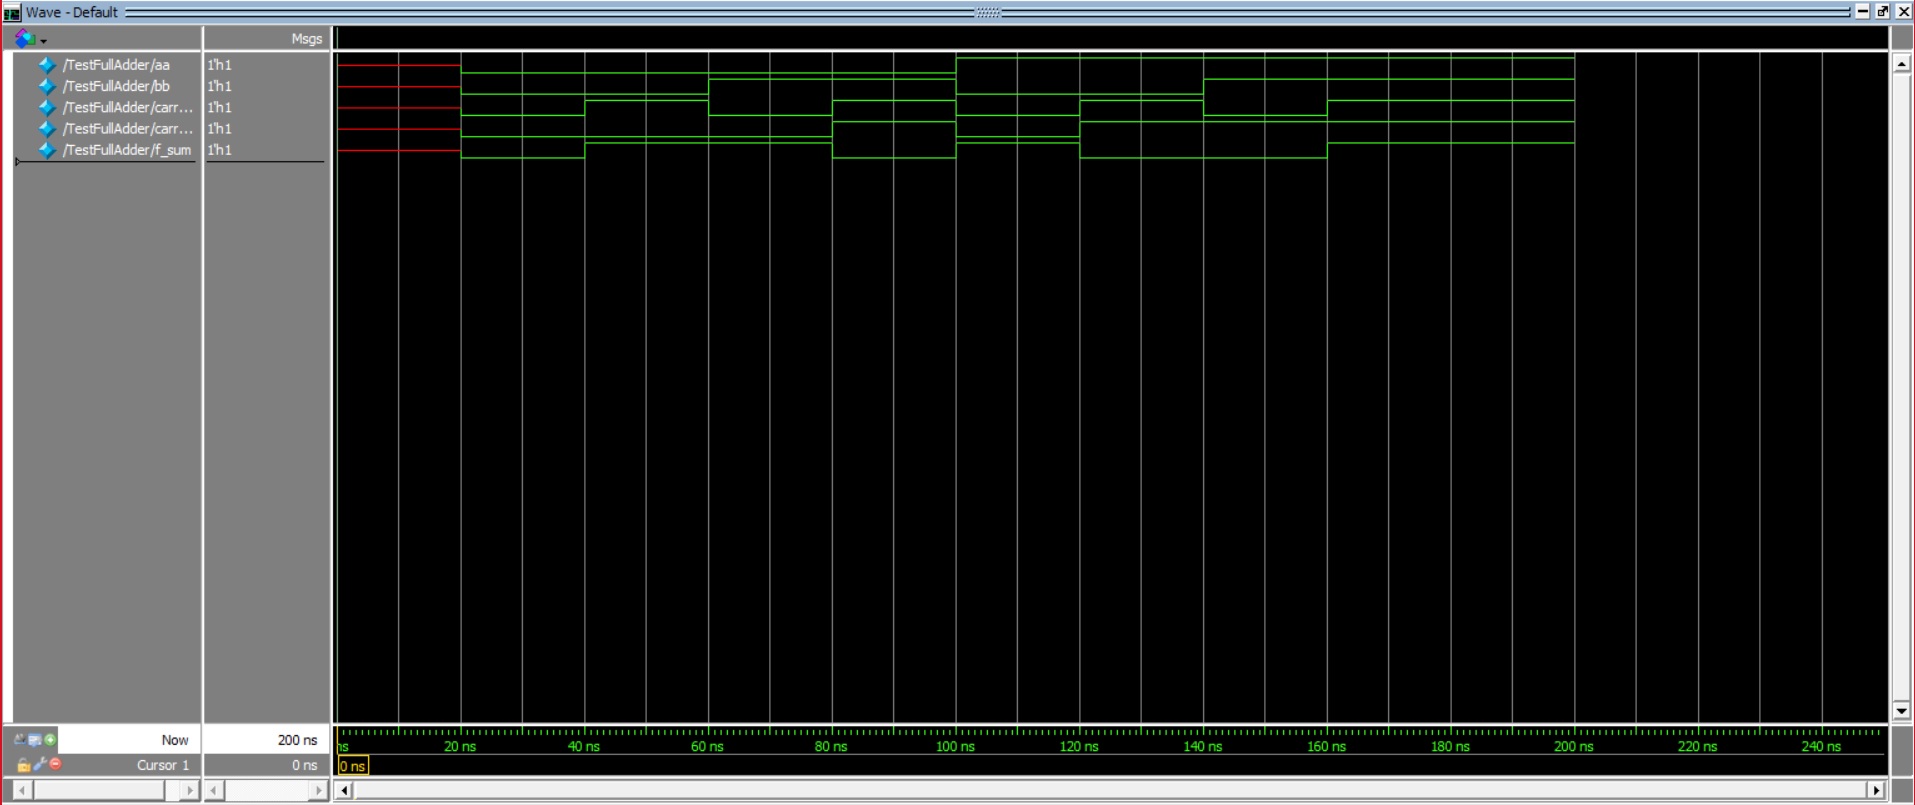 Wave - Default
Msgs
/TestFullAdder/aa 1'h1
/TestFullAdder/bb 1'h1
/TestFullAdder/carr... 1'h1
/TestFullAdder/carr... 1'h1
/TestFullAdder/f_sum 1'h1
Now 200 ns ns 20 ns 40 ns 60 ns 80 ns 100 ns 120 ns 140 ns 160 ns 180 ns 200 ns 220 ns 240 ns
Cursor 1 0 ns 0 ns